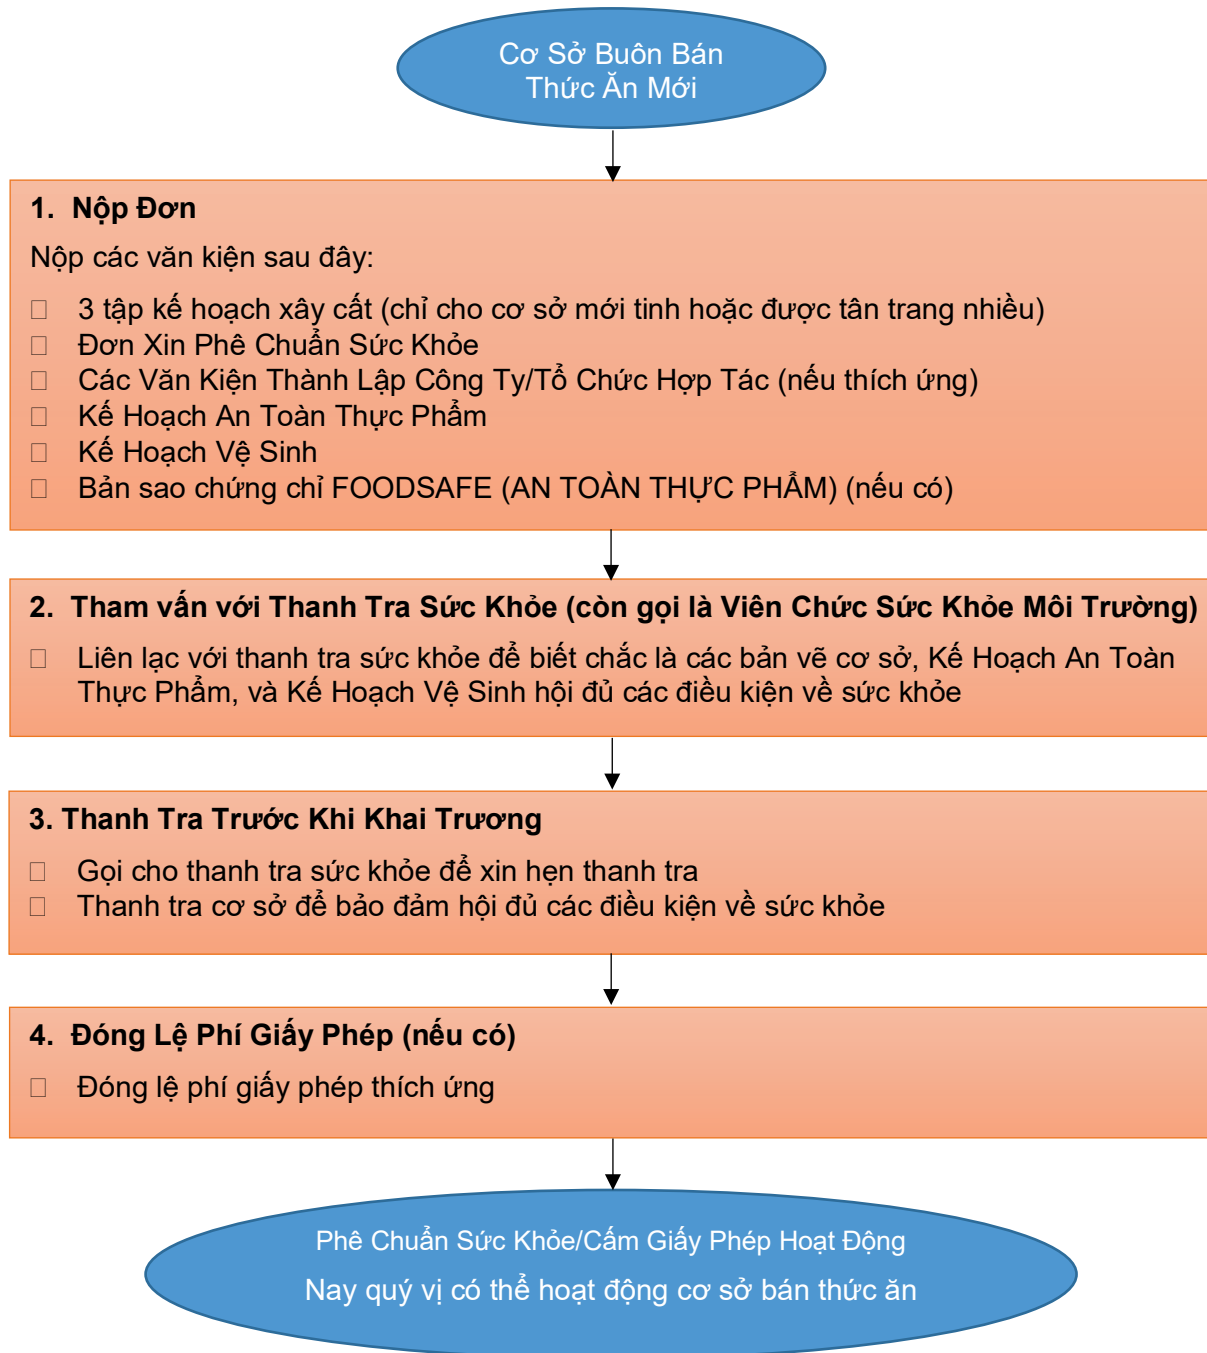 Cơ Sở Buôn Bán
Thức Ăn Mới
1. Nộp Đơn
Nộp các văn kiện sau đây:
□ 3 tập kế hoạch xây cất (chỉ cho cơ sở mới tinh hoặc được tân trang nhiều)
□ Đơn Xin Phê Chuẩn Sức Khỏe
□ Các Văn Kiện Thành Lập Công Ty/Tổ Chức Hợp Tác (nếu thích ứng)
□ Kế Hoạch An Toàn Thực Phẩm
□ Kế Hoạch Vệ Sinh
□ Bản sao chứng chỉ FOODSAFE (AN TOÀN THỰC PHẨM) (nếu có)
2. Tham vấn với Thanh Tra Sức Khỏe (còn gọi là Viên Chức Sức Khỏe Môi Trường)
□ Liên lạc với thanh tra sức khỏe để biết chắc là các bản vẽ cơ sở, Kế Hoạch An Toàn
Thực Phẩm, và Kế Hoạch Vệ Sinh hội đủ các điều kiện về sức khỏe
3. Thanh Tra Trước Khi Khai Trương
□ Gọi cho thanh tra sức khỏe để xin hẹn thanh tra
□ Thanh tra cơ sở để bảo đảm hội đủ các điều kiện về sức khỏe
4. Đóng Lệ Phí Giấy Phép (nếu có)
□ Đóng lệ phí giấy phép thích ứng
Phê Chuẩn Sức Khỏe/Cấm Giấy Phép Hoạt Động
Nay quý vị có thể hoạt động cơ sở bán thức ăn